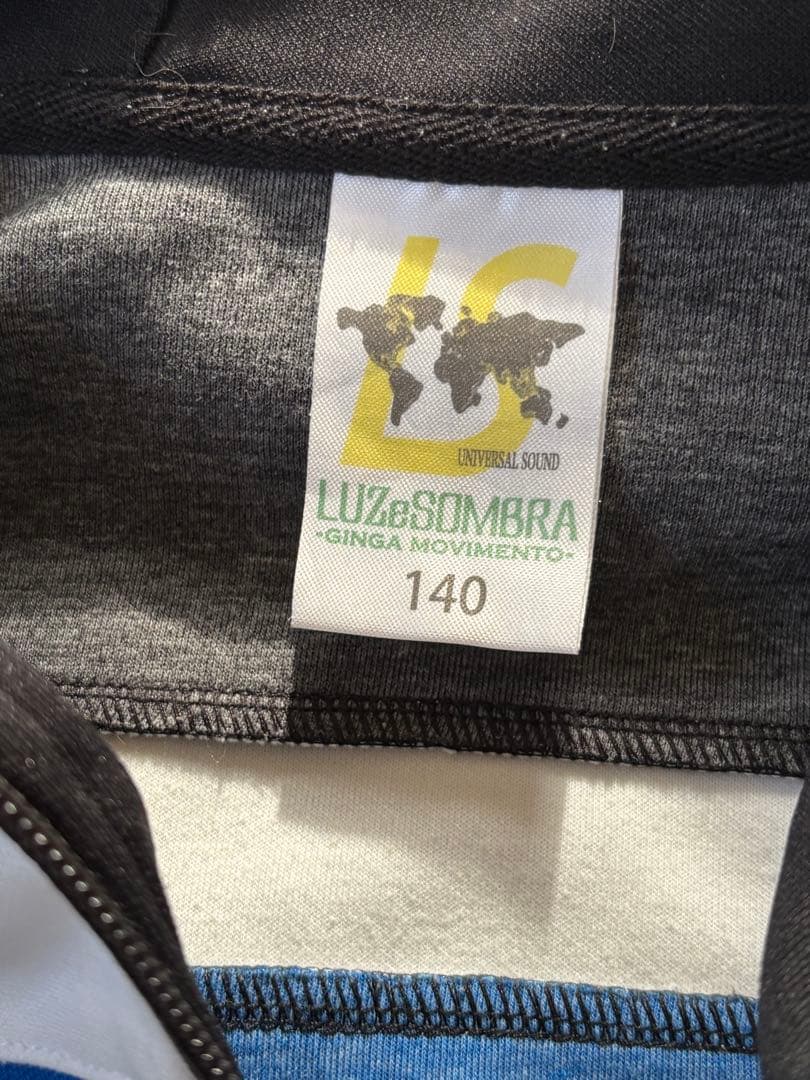 LS
UNIVERSAL SOUND
LUZeSOMBRA
-GINGA MOVIMENTO-
140